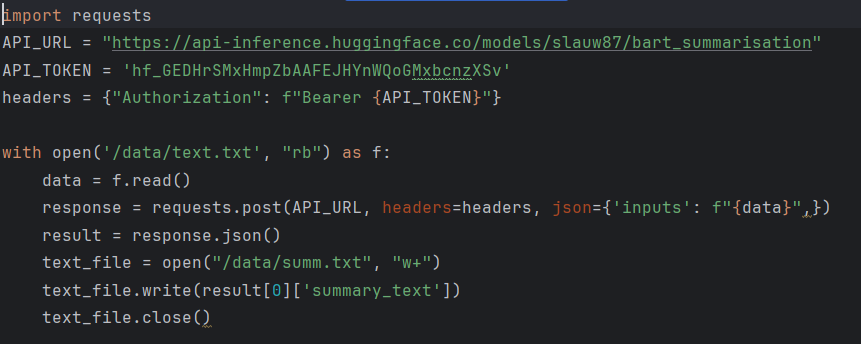 import requests
API_URL = "https://api-inference.huggingface.co/models/slauw87/bart_summarisation"
API_TOKEN = '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'
headers = {"Authorization": f"Bearer {API_TOKEN}"}
with open('/data/text.txt', "rb") as f:
    data = f.read()
    response = requests.post(API_URL, headers=headers, json={'inputs': f"{data}",})
    result = response.json()
    text_file = open("/data/summ.txt", "w+")
    text_file.write(result[0]['summary_text'])
    text_file.close()